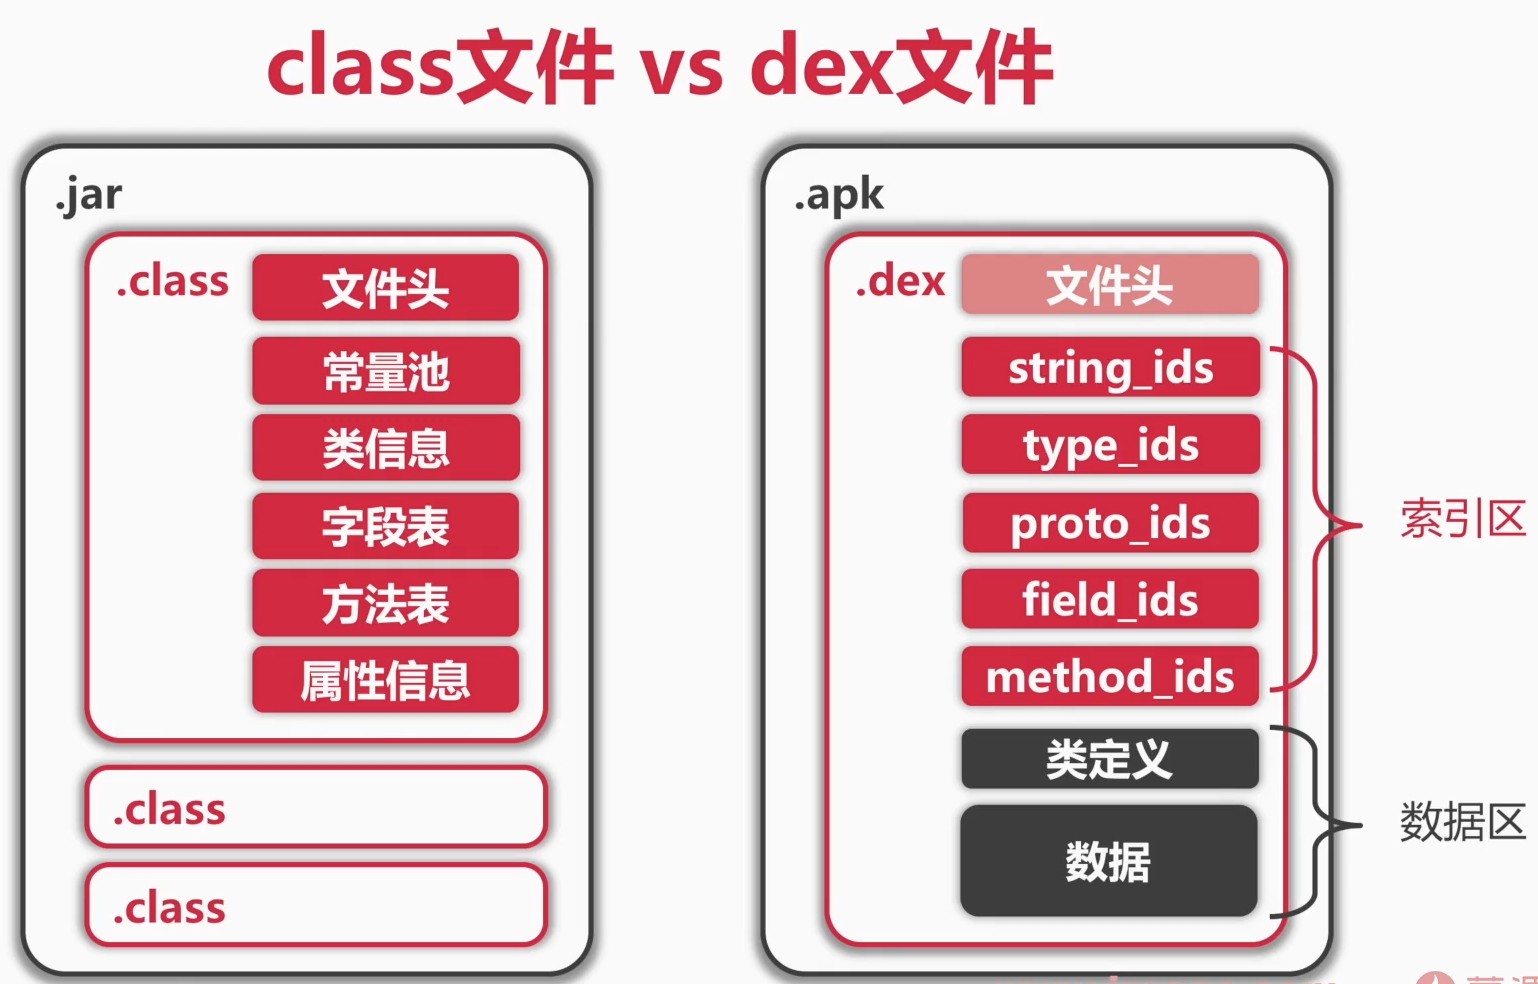 class文件 vs dex文件
.jar
.class
文件头
常量池
类信息
字段表
方法表
属性信息
.class
.class
.apk
.dex
文件头
string_ids
type_ids
proto_ids
field_ids
method_ids
类定义
数据
索引区
数据区